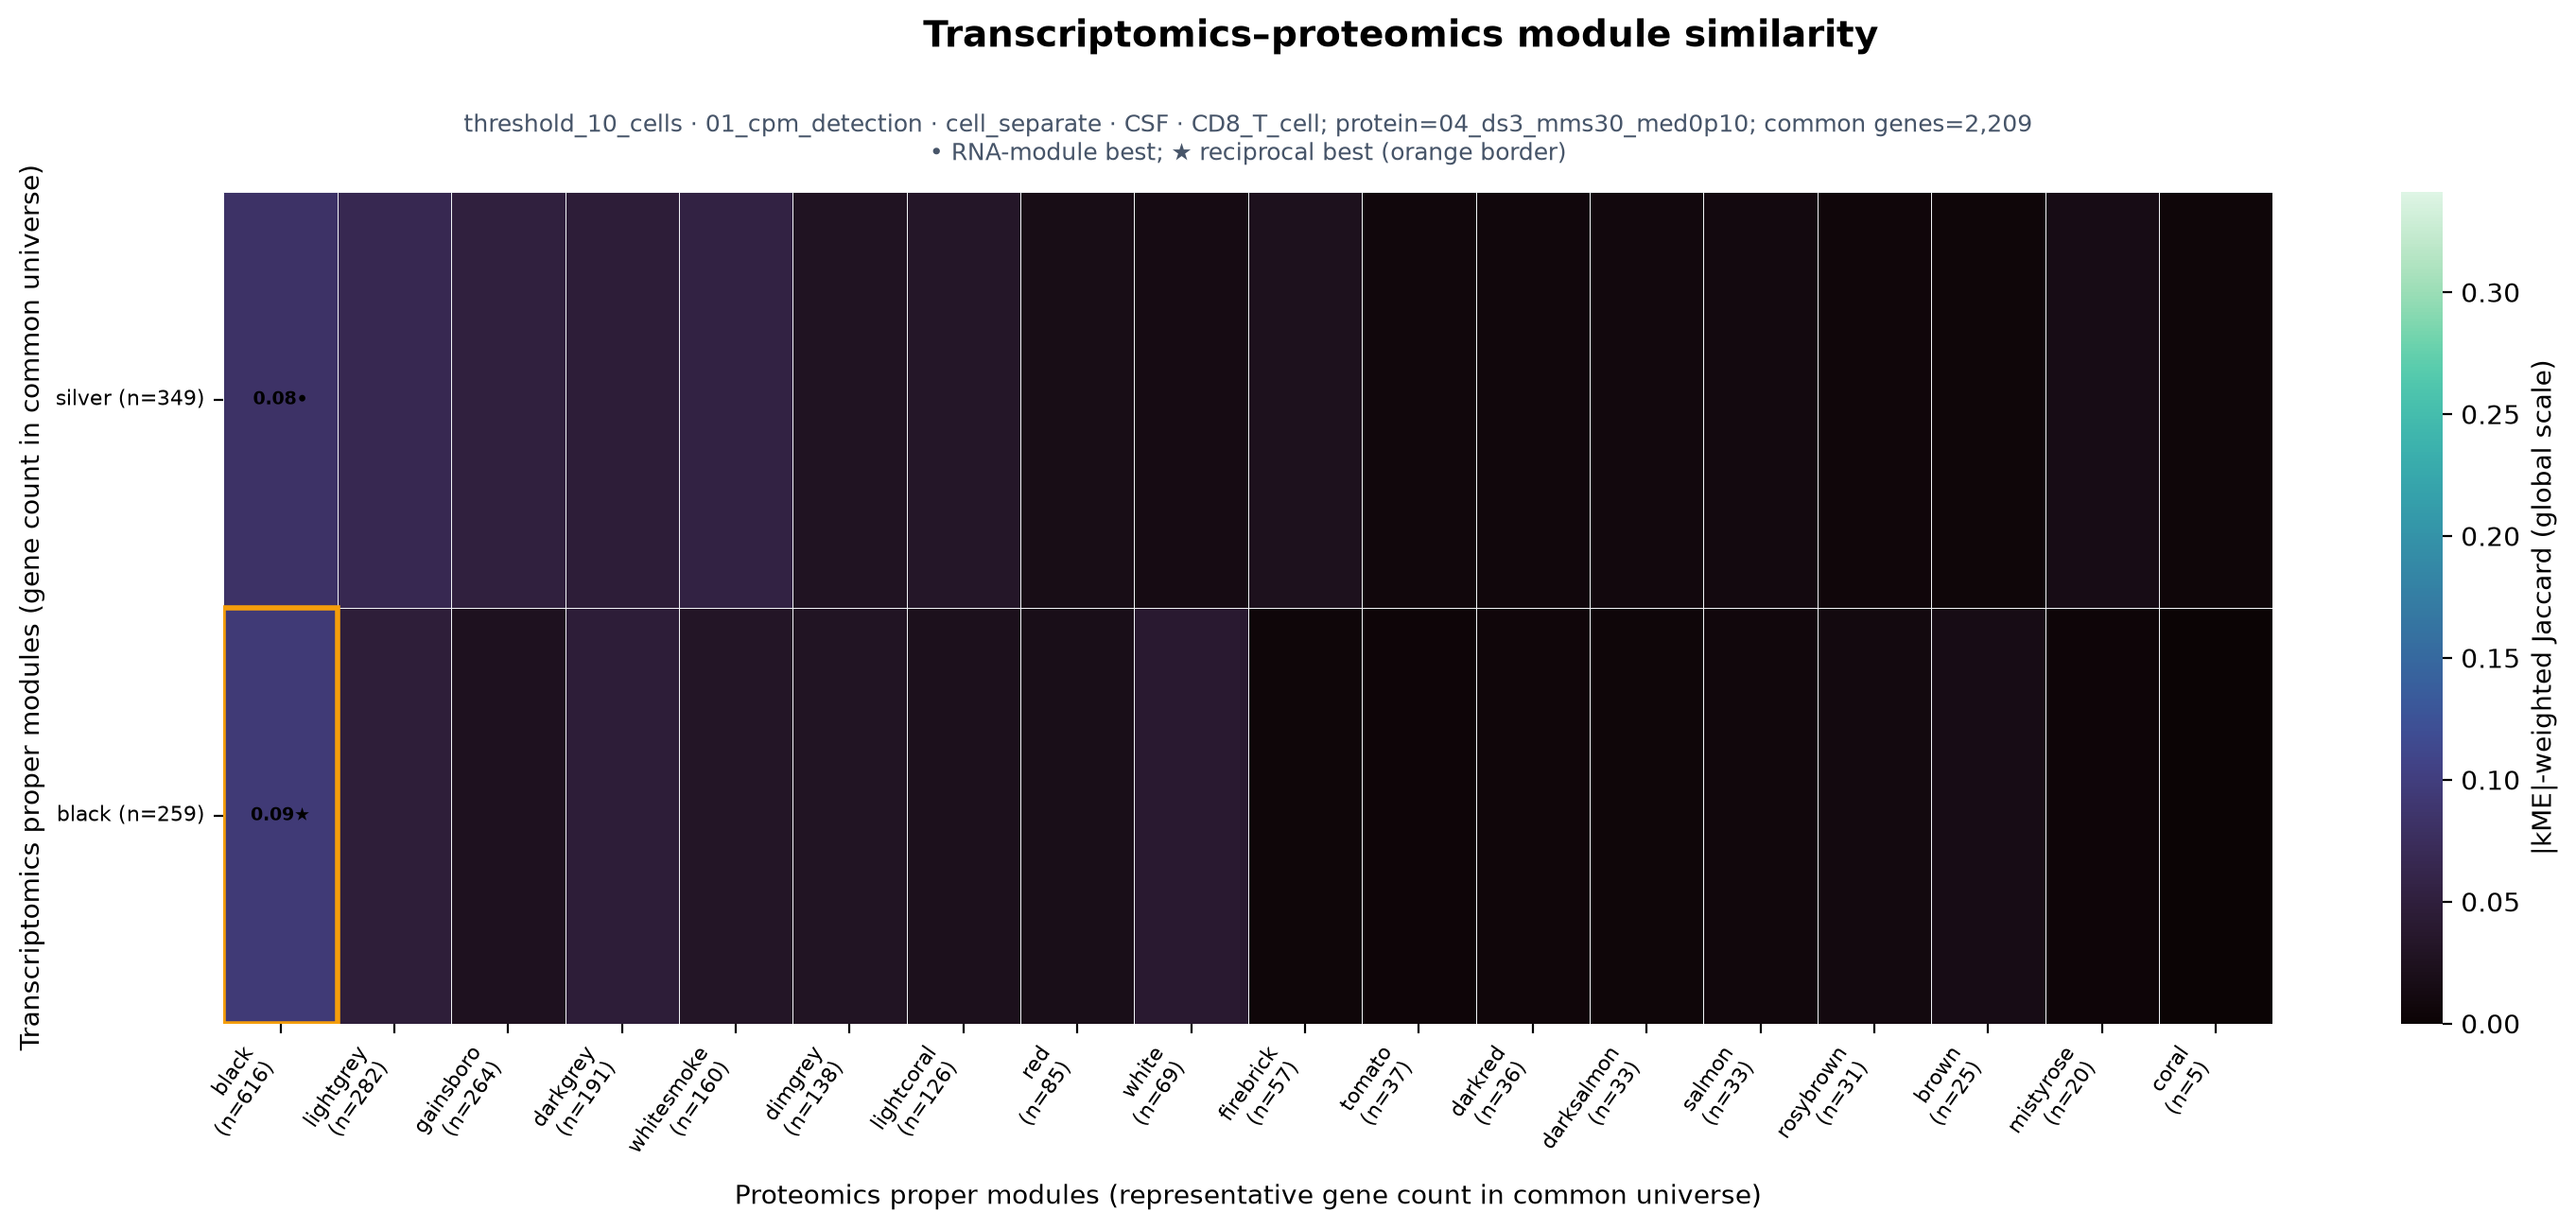 Transcriptomics–proteomics module similarity
threshold_10_cells · 01_cpm_detection · cell_separate · CSF · CD8_T_cell; protein=04_ds3_mms30_med0p10; common genes=2,209
• RNA-module best; ★ reciprocal best (orange border)
Transcriptomics proper modules (gene count in common universe)
silver (n=349)
black (n=259)
0.08•
0.09★
black
(n=616)
lightgrey
(n=282)
gainsboro
(n=264)
darkgrey
(n=191)
whitesmoke
(n=160)
dimgrey
(n=138)
lightcoral
(n=126)
red
(n=85)
white
(n=69)
firebrick
(n=57)
tomato
(n=37)
darkred
(n=36)
darksalmon
(n=33)
salmon
(n=33)
rosybrown
(n=31)
brown
(n=25)
mistyrose
(n=20)
coral
(n=5)
Proteomics proper modules (representative gene count in common universe)
0.30
0.25
0.20
0.15
0.10
0.05
0.00
|kME|-weighted Jaccard (global scale)